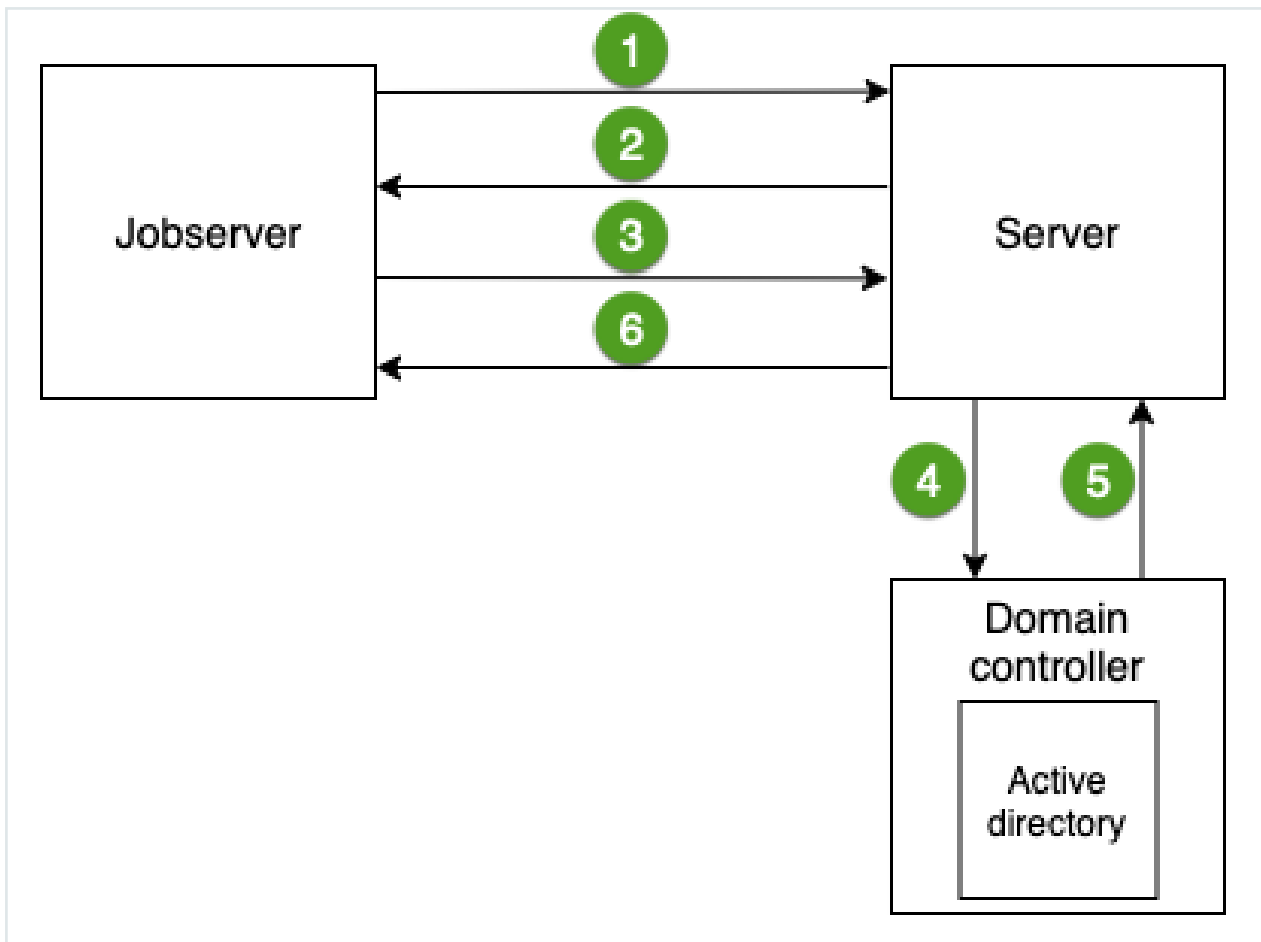 1
2
Jobserver
3
Server
6
4
5
Domain
controller
Active
directory